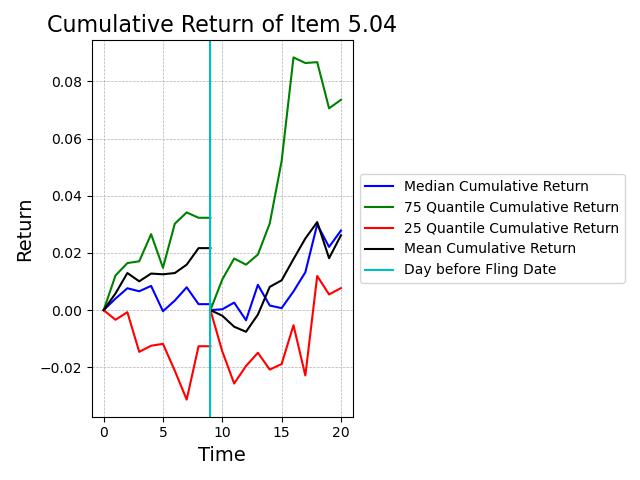 Cumulative Return of Item 5.04
0.08
0.06
0.04
0.02
0.00
−0.02
Return
0
5
10
15
20
Time
Median Cumulative Return
75 Quantile Cumulative Return
25 Quantile Cumulative Return
Mean Cumulative Return
Day before Fling Date